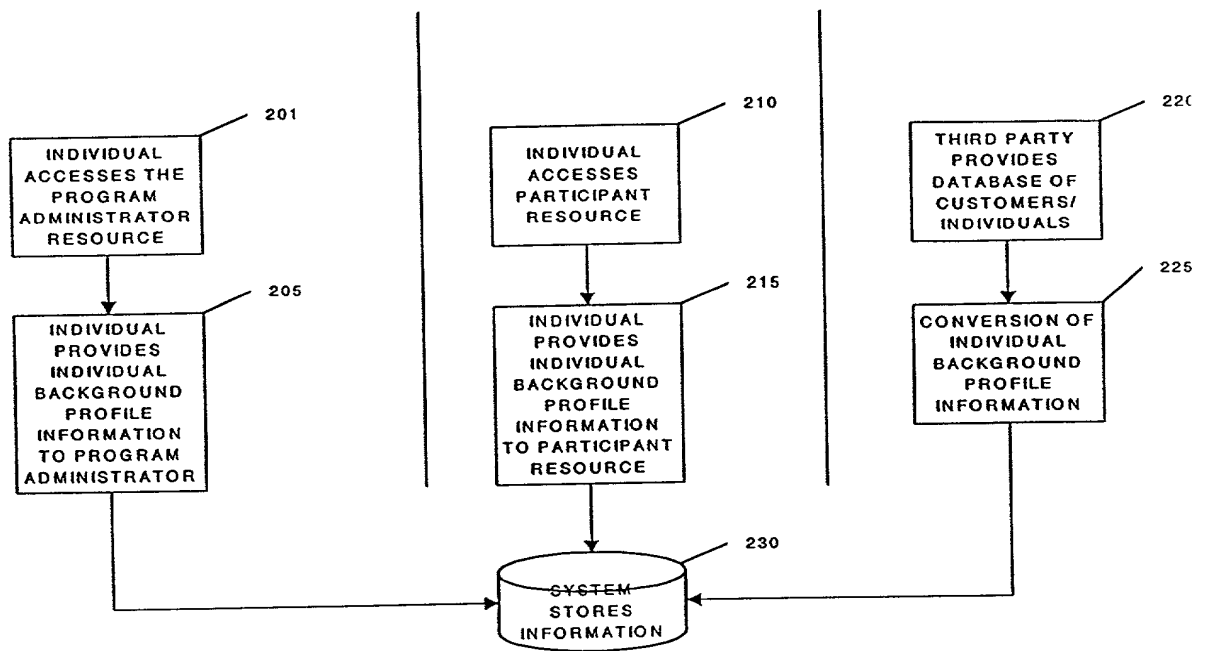 201
INDIVIDUAL
ACCESSES THE
PROGRAM
ADMINISTRATOR
RESOURCE
205
INDIVIDUAL
PROVIDES
INDIVIDUAL
BACKGROUND
PROFILE
INFORMATION
TO PROGRAM
ADMINISTRATOR
210
INDIVIDUAL
ACCESSES
PARTICIPANT
RESOURCE
215
INDIVIDUAL
PROVIDES
INDIVIDUAL
BACKGROUND
PROFILE
INFORMATION
TO PARTICIPANT
RESOURCE
220
THIRD PARTY
PROVIDES
DATABASE OF
CUSTOMERS/
INDIVIDUALS
225
CONVERSION OF
INDIVIDUAL
BACKGROUND
PROFILE
INFORMATION
230
SYSTEM
STORES
INFORMATION